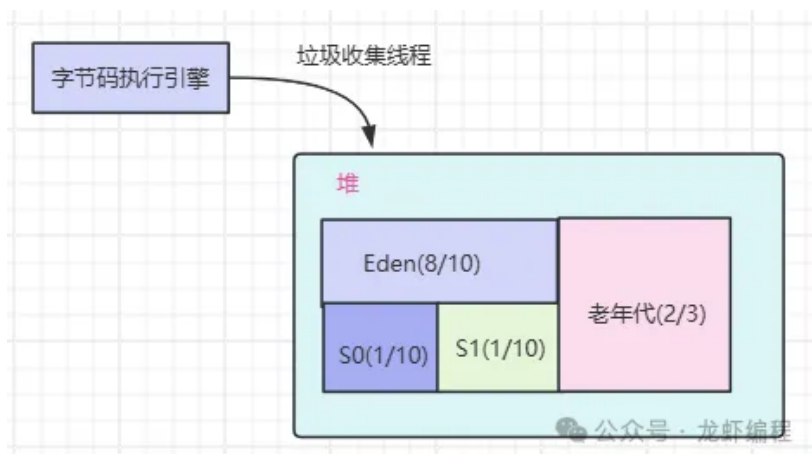 垃圾收集线程
字节码执行引擎
堆
Eden(8/10)
老年代(2/3)
S0(1/10)
S1(1/10)
公众号·龙虾编程